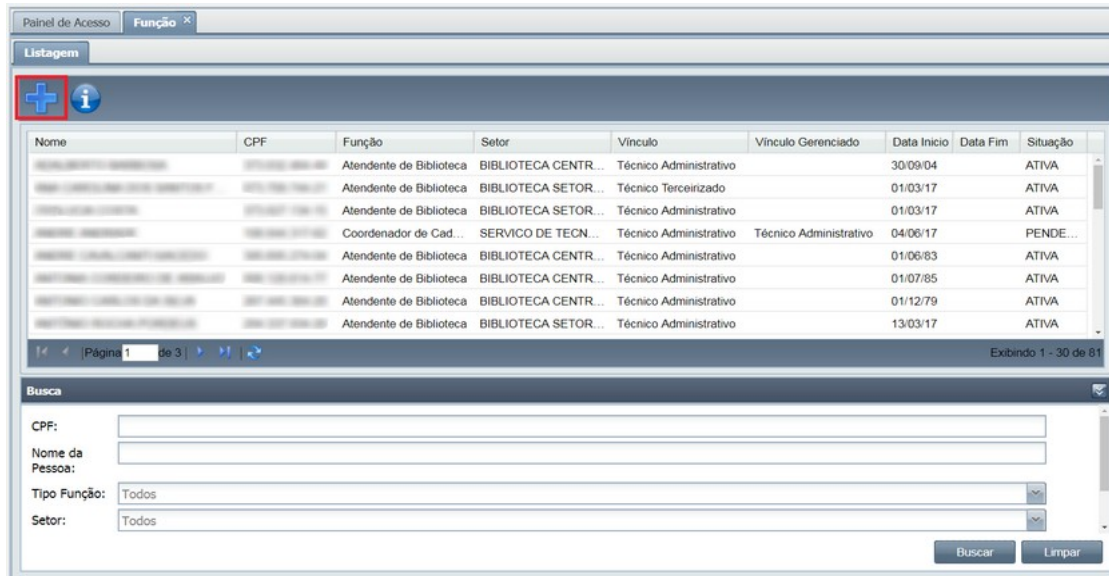 Painel de Acesso Função
Listagem
Nome CPF Função Setor Vínculo Vínculo Gerenciado Data Inicio Data Fim Situação
Atendente de Biblioteca BIBLIOTECA CENTR... Técnico Administrativo 30/09/04 ATIVA
Atendente de Biblioteca BIBLIOTECA SETOR... Técnico Terceirizado 01/03/17 ATIVA
Atendente de Biblioteca BIBLIOTECA SETOR... Técnico Administrativo 01/03/17 ATIVA
Coordenador de Cad... SERVICO DE TECN... Técnico Administrativo Técnico Administrativo 04/06/17 PENDE...
Atendente de Biblioteca BIBLIOTECA CENTR... Técnico Administrativo 01/06/83 ATIVA
Atendente de Biblioteca BIBLIOTECA CENTR... Técnico Administrativo 01/07/85 ATIVA
Atendente de Biblioteca BIBLIOTECA CENTR... Técnico Administrativo 01/12/79 ATIVA
Atendente de Biblioteca BIBLIOTECA SETOR... Técnico Administrativo 13/03/17 ATIVA
Página 1 de 3 Exibindo 1 - 30 de 81
Busca
CPF:
Nome da
Pessoa:
Tipo Função: Todos
Setor: Todos
Buscar Limpar